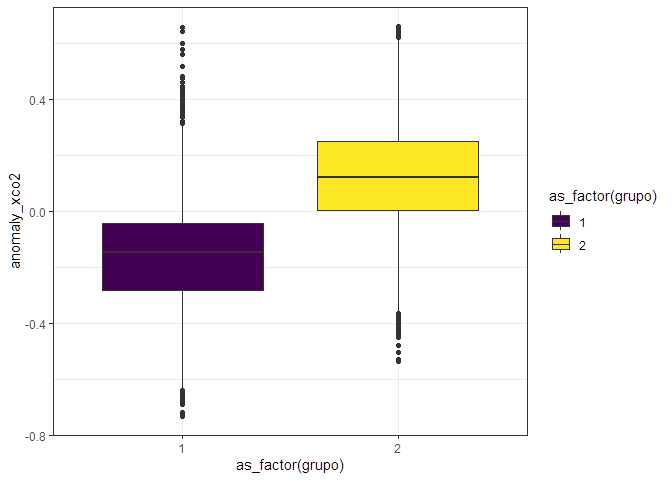 anomaly_xco2
0.4
0.0
-0.4
-0.8
1
2
as_factor(grupo)
as_factor(grupo)
1
2